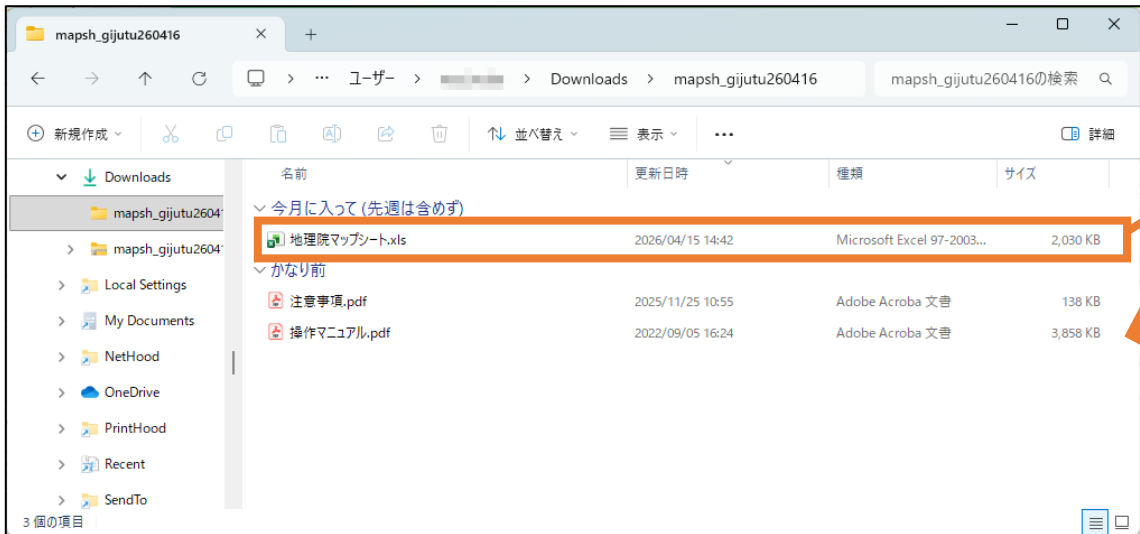 mapsh_gijutu260416
… ユーザー > > Downloads > mapsh_gijutu260416 mapsh_gijutu260416の検索
新規作成 並べ替え 表示 … 詳細
名前 更新日時 種類 サイズ
Downloads
今月に入って (先週は含めず)
mapsh_gijutu2604
地理院マップシート.xls 2026/04/15 14:42 Microsoft Excel 97-2003... 2,030 KB
mapsh_gijutu2604
かなり前
Local Settings
注意事項.pdf 2025/11/25 10:55 Adobe Acroba 文書 138 KB
My Documents
操作マニュアル.pdf 2022/09/05 16:24 Adobe Acroba 文書 3,858 KB
NetHood
OneDrive
PrintHood
Recent
SendTo
3 個の項目